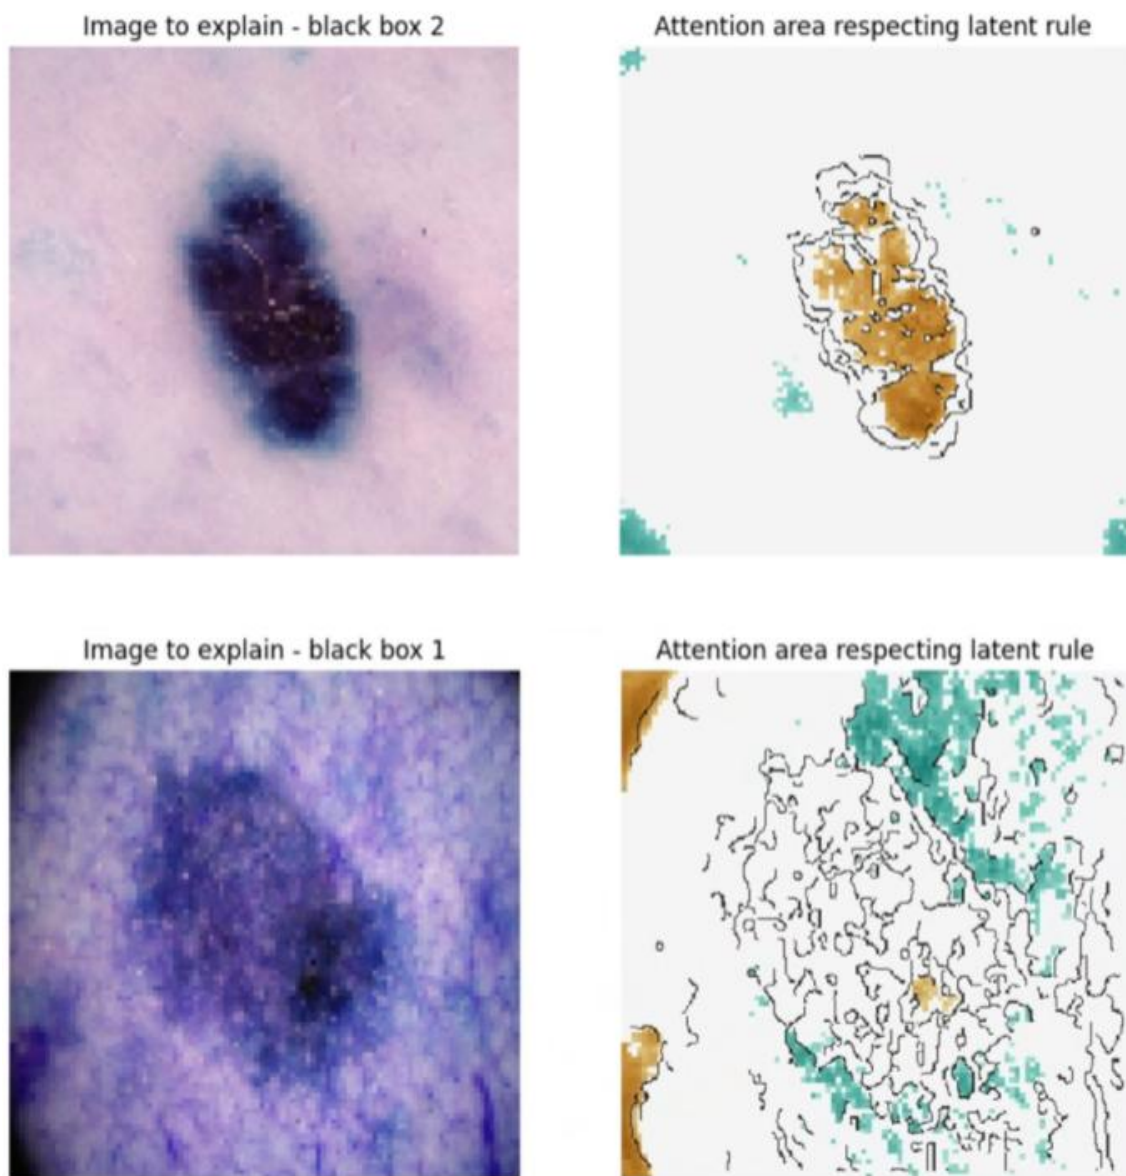 Image to explain - black box 2
Attention area respecting latent rule
Image to explain - black box 1
Attention area respecting latent rule